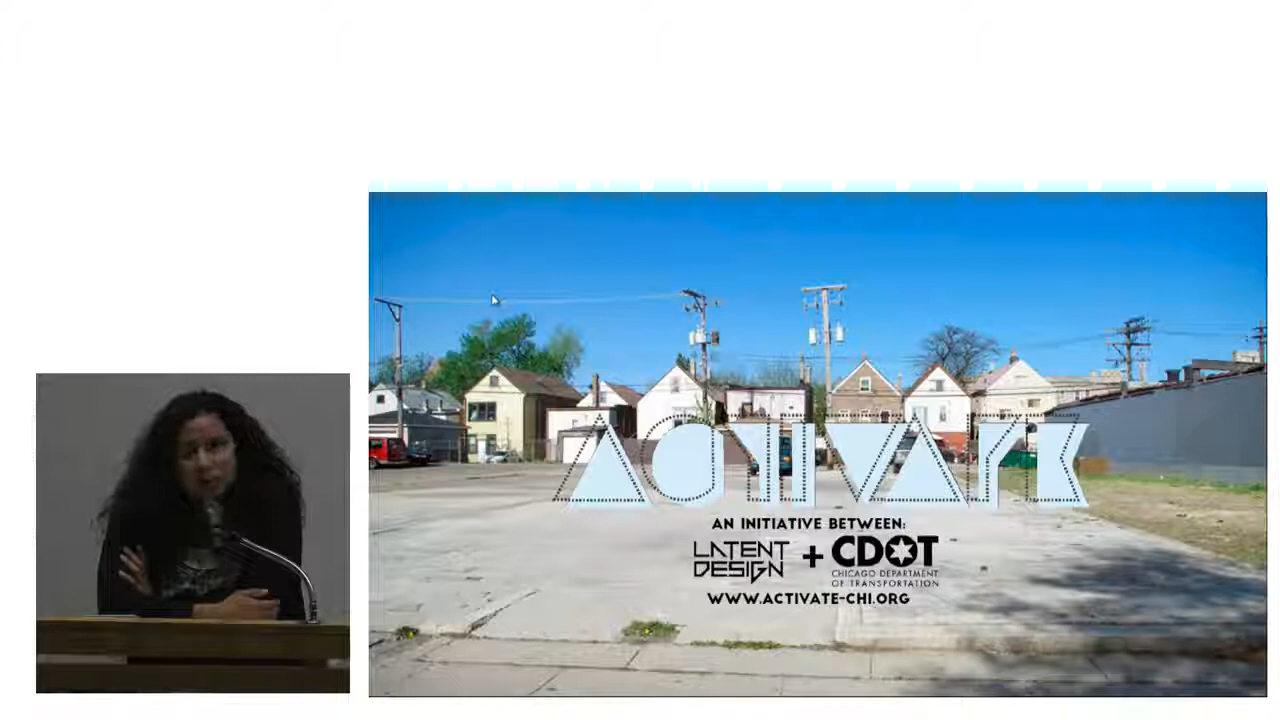 ACTIVATE
AN INITIATIVE BETWEEN:
LATENT DESIGN + CDOT
CHICAGO DEPARTMENT OF TRANSPORTATION
WWW.ACTIVATE-CHI.ORG